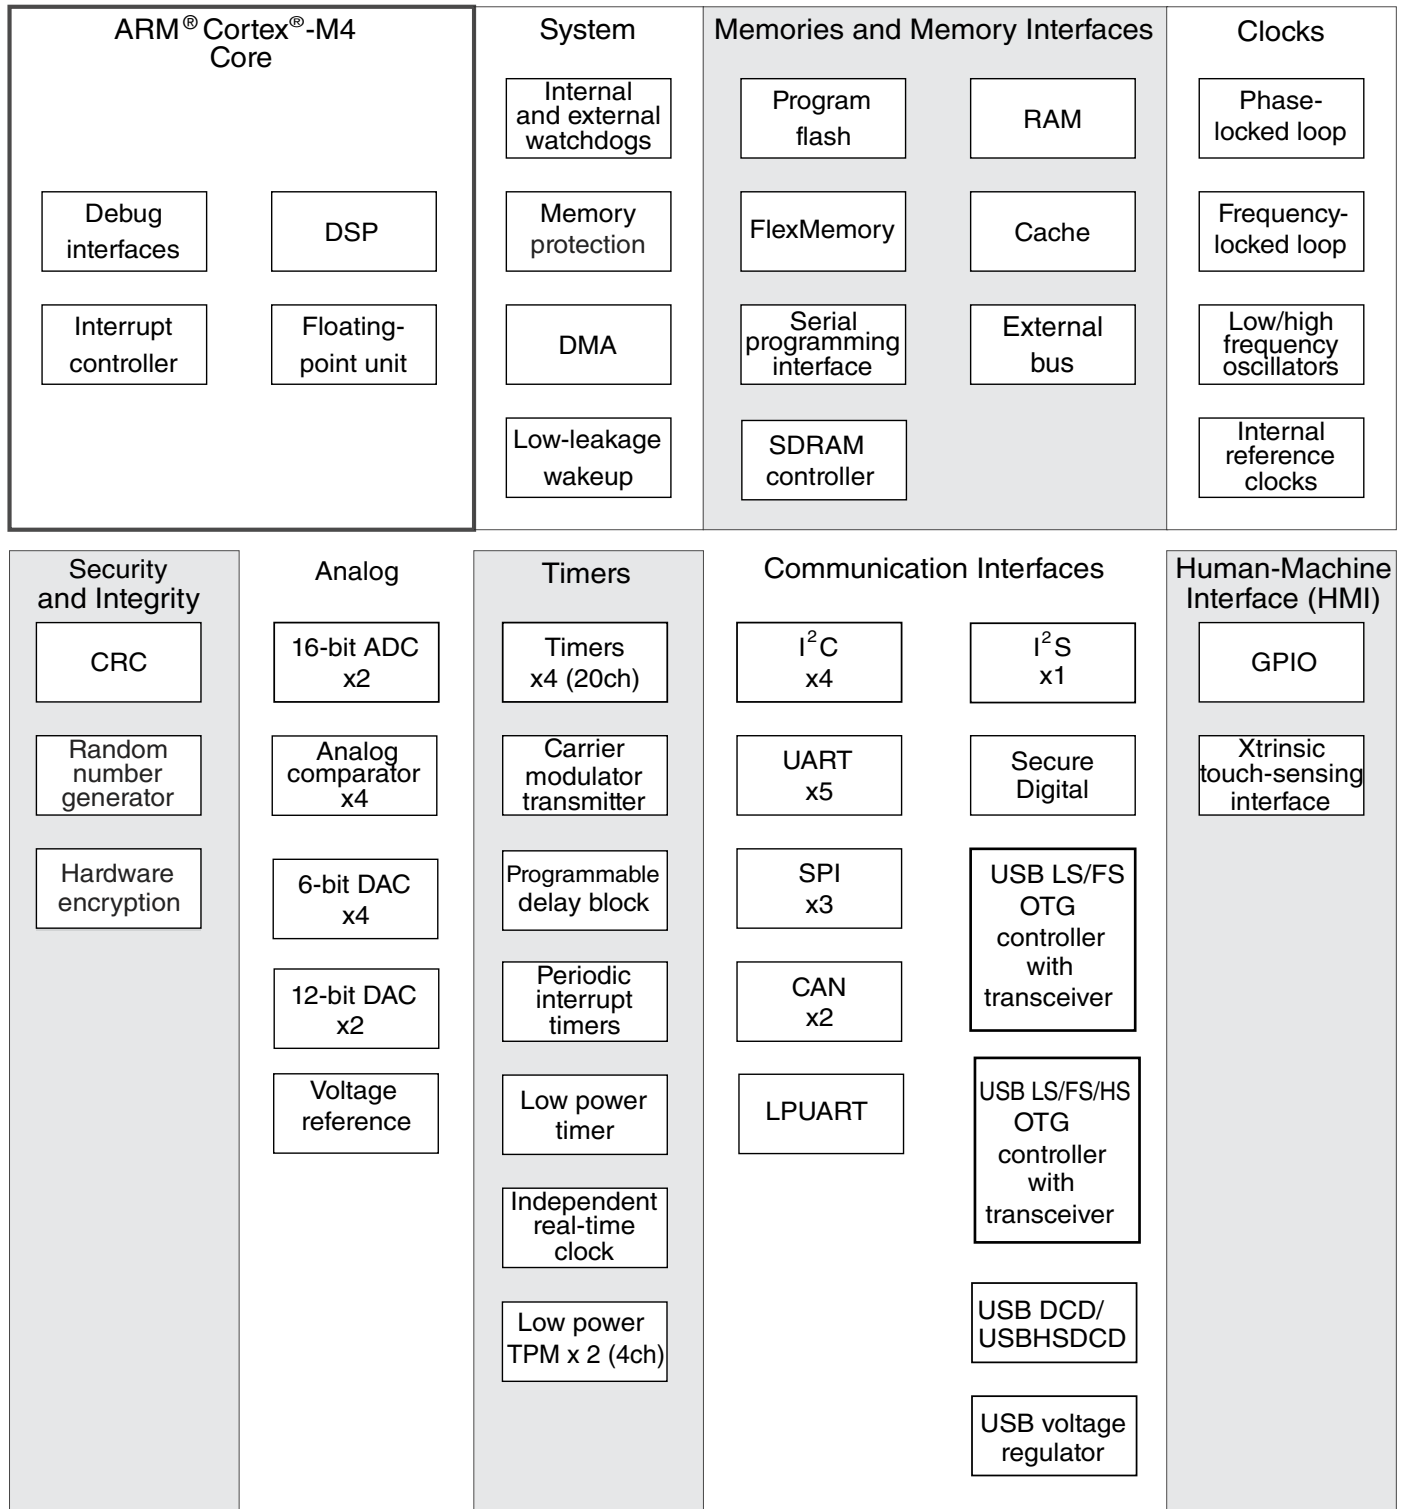 ARM® Cortex®-M4
Core
Debug
interfaces
DSP
Interrupt
controller
Floating-
point unit
System
Internal
and external
watchdogs
Memory
protection
DMA
Low-leakage
wakeup
Memories and Memory Interfaces
Program
flash
RAM
FlexMemory
Cache
Serial
programming
interface
External
bus
SDRAM
controller
Clocks
Phase-
locked loop
Frequency-
locked loop
Low/high
frequency
oscillators
Internal
reference
clocks
Security
and Integrity
CRC
Random
number
generator
Hardware
encryption
Analog
16-bit ADC
x2
Analog
comparator
x4
6-bit DAC
x4
12-bit DAC
x2
Voltage
reference
Timers
Timers
x4 (20ch)
Carrier
modulator
transmitter
Programmable
delay block
Periodic
interrupt
timers
Low power
timer
Independent
real-time
clock
Low power
TPM x 2 (4ch)
Communication Interfaces
I²C
x4
UART
x5
SPI
x3
CAN
x2
LPUART
I²S
x1
Secure
Digital
USB LS/FS
OTG
controller
with
transceiver
USB LS/FS/HS
OTG
controller
with
transceiver
USB DCD/
USBHSDCD
USB voltage
regulator
Human-Machine
Interface (HMI)
GPIO
Xtrinsic
touch-sensing
interface